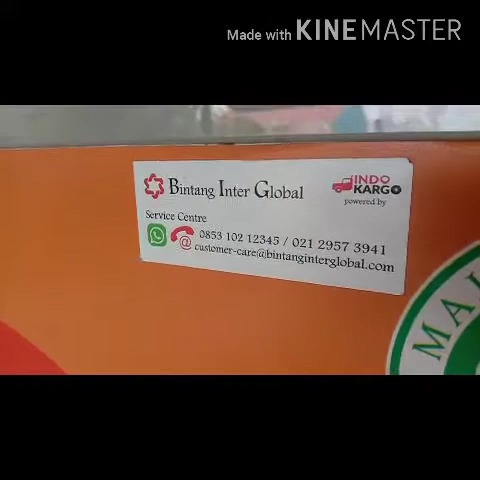 Made with KINEMASTER
Bintang Inter Global
INDO
KARGO
powered by
Service Centre
0853 102 12345 / 021 2957 3941
customer-care@bintanginterglobal.com